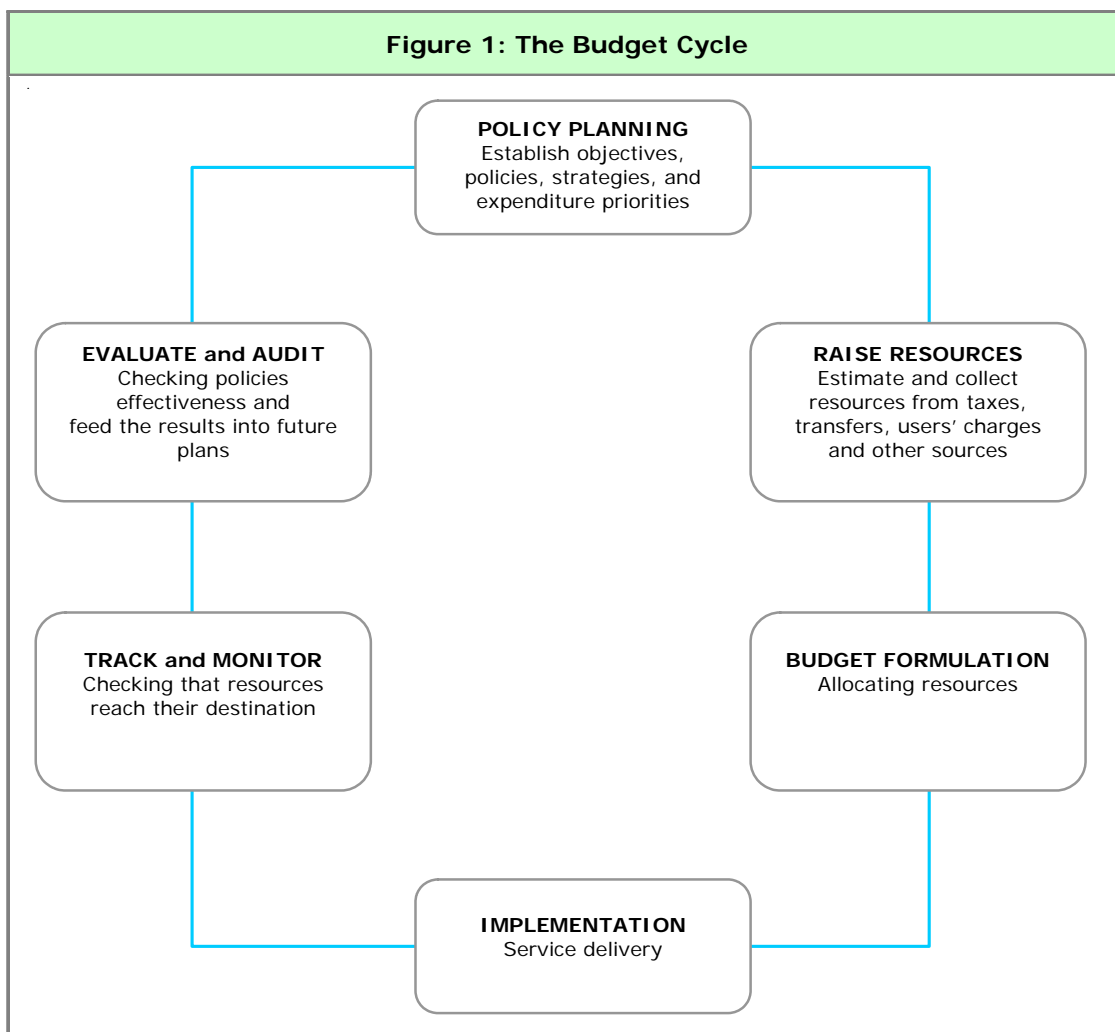 Figure 1: The Budget Cycle
POLICY PLANNING
Establish objectives,
policies, strategies, and
expenditure priorities
EVALUATE and AUDIT
Checking policies
effectiveness and
feed the results into future
plans
RAISE RESOURCES
Estimate and collect
resources from taxes,
transfers, users’ charges
and other sources
TRACK and MONITOR
Checking that resources
reach their destination
BUDGET FORMULATION
Allocating resources
IMPLEMENTATION
Service delivery